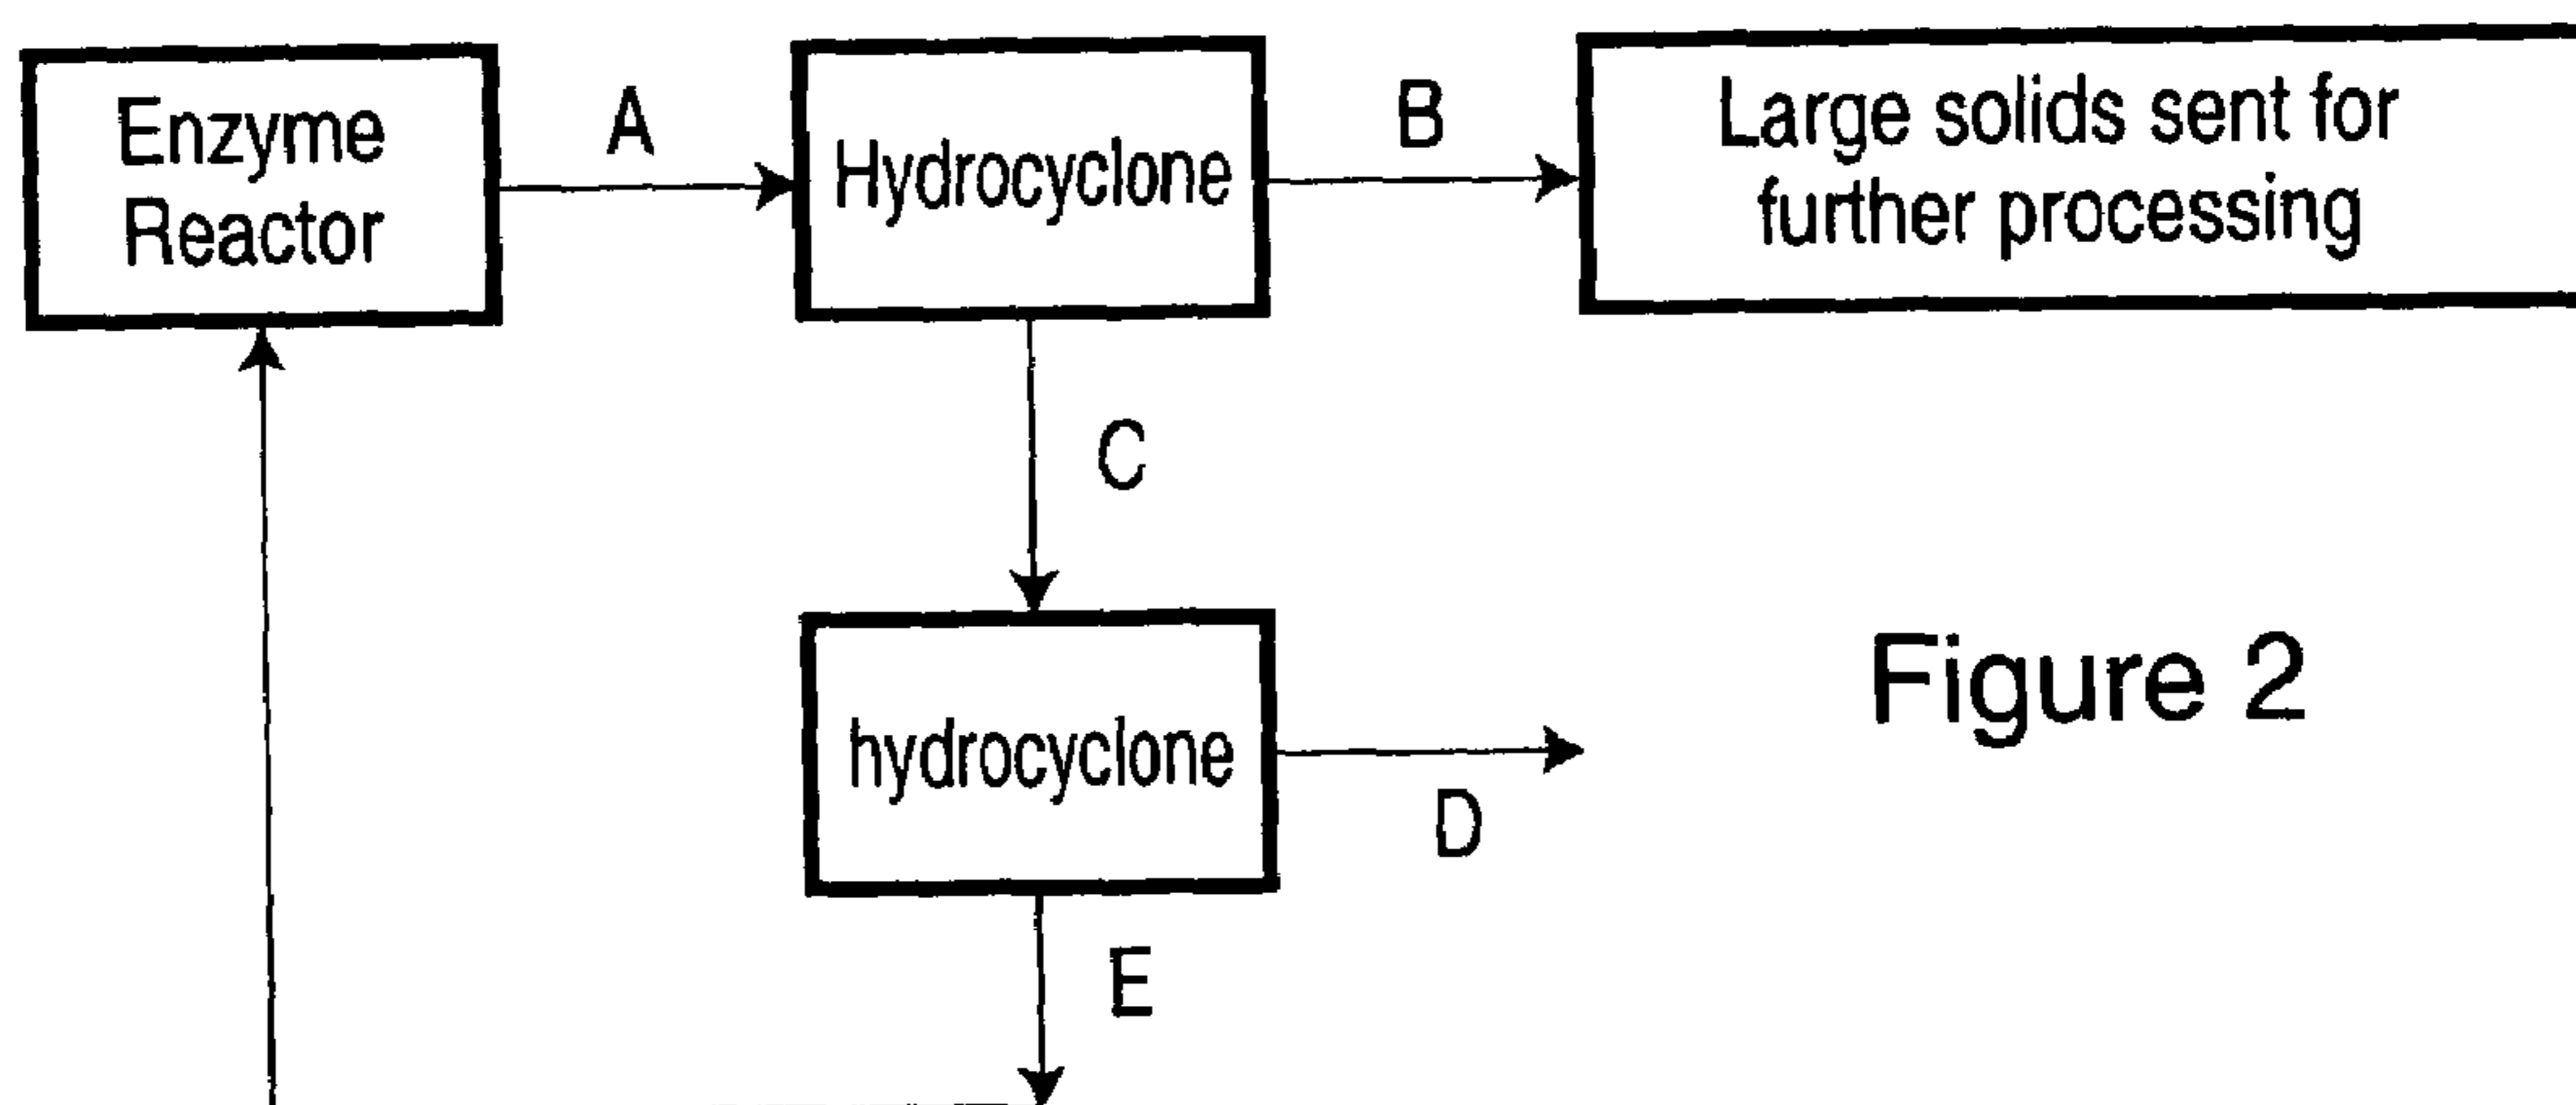 Enzyme
Reactor
A
Hydrocyclone
B
Large solids sent for
further processing
C
hydrocyclone
D
Figure 2
E